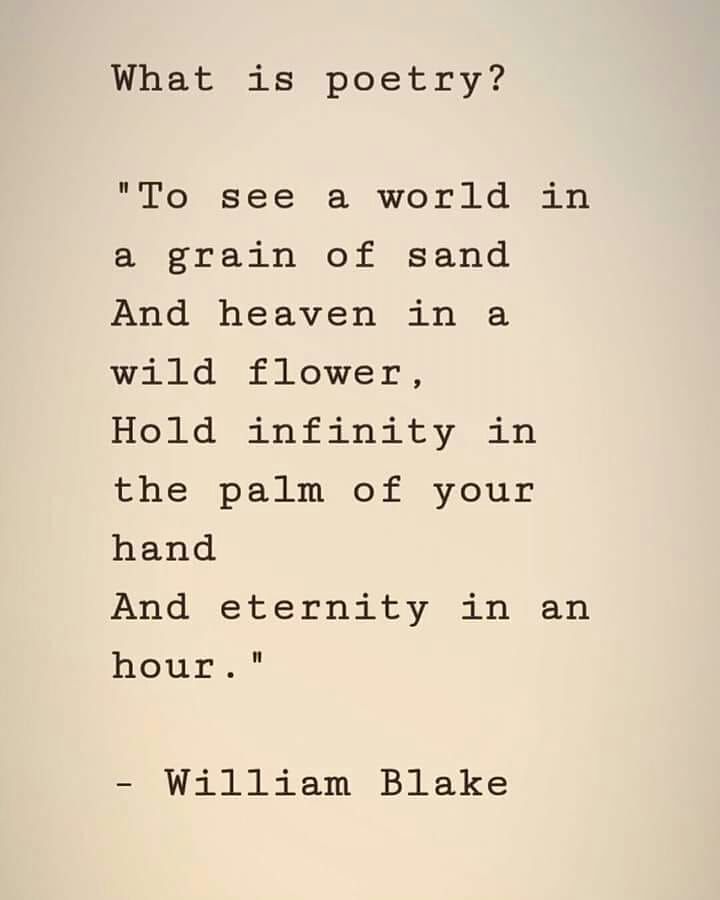 What is poetry?
"To see a world in
a grain of sand
And heaven in a
wild flower,
Hold infinity in
the palm of your
hand
And eternity in an
hour."
- William Blake